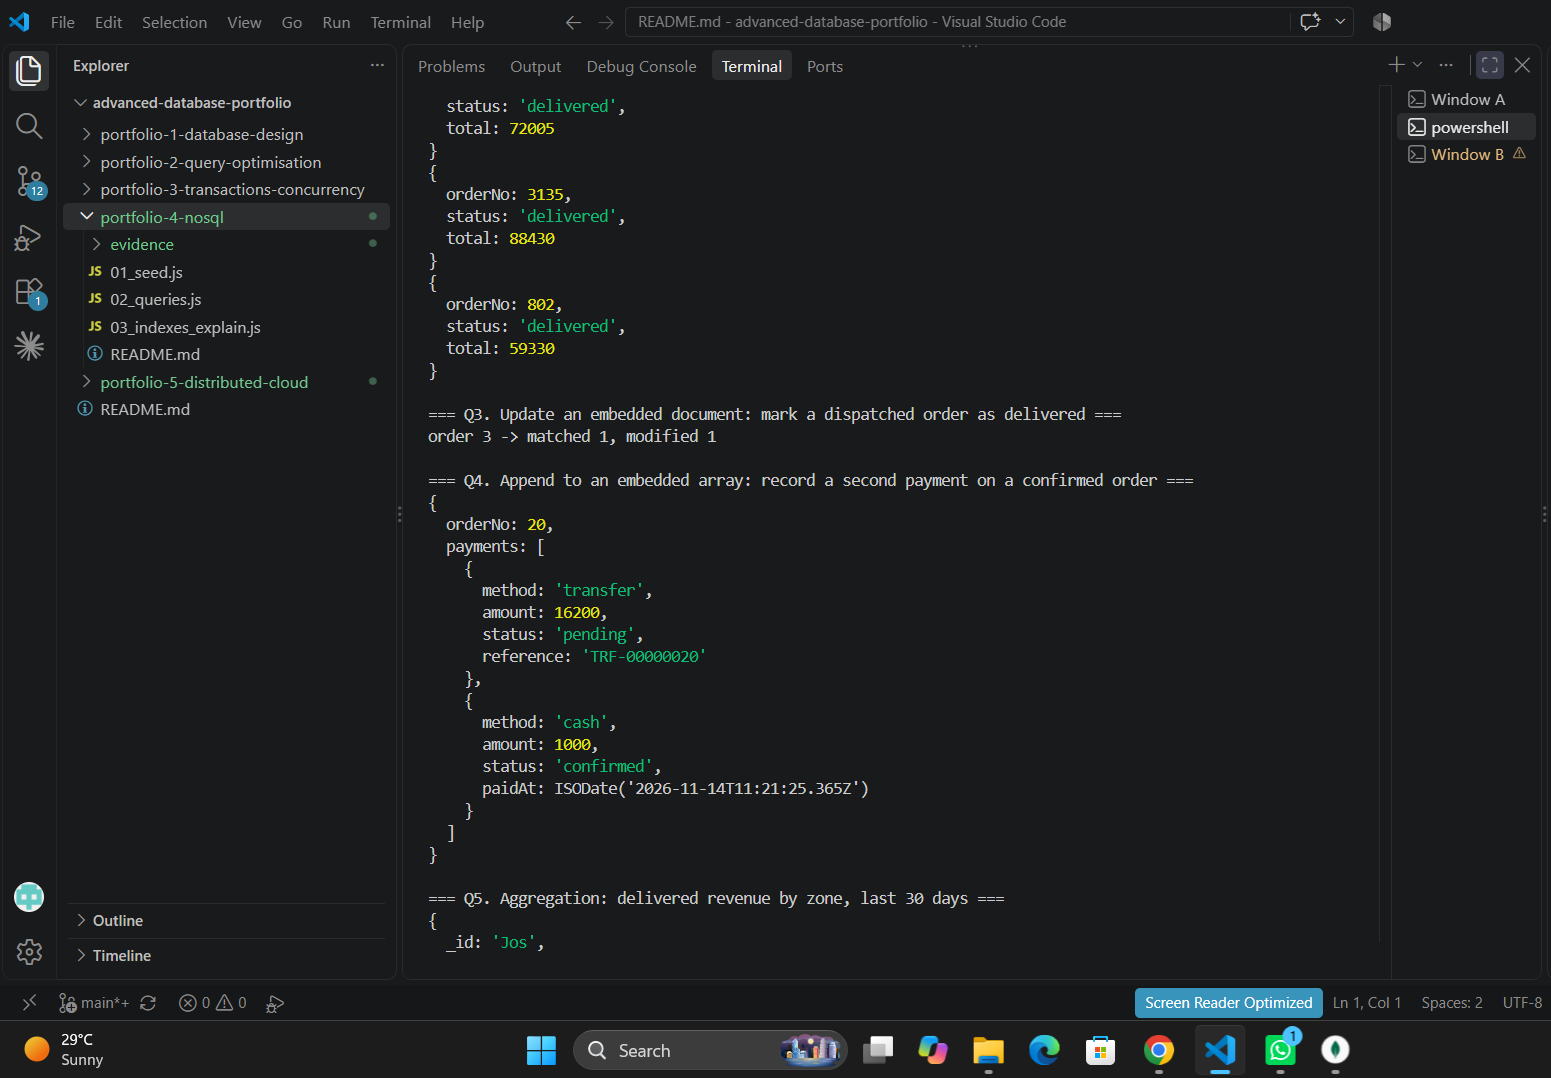 File Edit Selection View Go Run Terminal Help
README.md - advanced-database-portfolio - Visual Studio Code
Explorer
advanced-database-portfolio
portfolio-1-database-design
portfolio-2-query-optimisation
portfolio-3-transactions-concurrency
portfolio-4-nosql
evidence
JS 01_seed.js
JS 02_queries.js
JS 03_indexes_explain.js
README.md
portfolio-5-distributed-cloud
README.md
12
1
Outline
Timeline
Problems Output Debug Console Terminal Ports
status: 'delivered',
total: 72005
}
{
orderNo: 3135,
status: 'delivered',
total: 88430
}
{
orderNo: 802,
status: 'delivered',
total: 59330
}
=== Q3. Update an embedded document: mark a dispatched order as delivered ===
order 3 -> matched 1, modified 1
=== Q4. Append to an embedded array: record a second payment on a confirmed order ===
{
orderNo: 20,
payments: [
{
method: 'transfer',
amount: 16200,
status: 'pending',
reference: 'TRF-00000020'
},
{
method: 'cash',
amount: 1000,
status: 'confirmed',
paidAt: ISODate('2026-11-14T11:21:25.365Z')
}
]
}
=== Q5. Aggregation: delivered revenue by zone, last 30 days ===
{
_id: 'Jos',
Window A
powershell
Window B
main*+ 0 0
Screen Reader Optimized Ln 1, Col 1 Spaces: 2 UTF-8
29°C
Sunny
Search
1